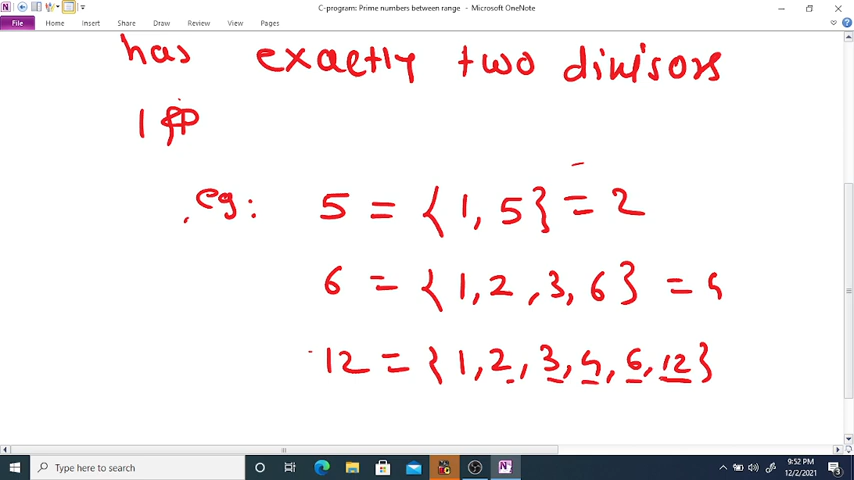 C-program: Prime numbers between range - Microsoft OneNote
File Home Insert Share Draw Review View Pages
has exactly two divisors
1 &
eg: 5 = {1, 5} = 2
6 = {1, 2, 3, 6} = 4
12 = {1, 2, 3, 4, 6, 12}
Type here to search
9:52 PM
12/2/2021
3